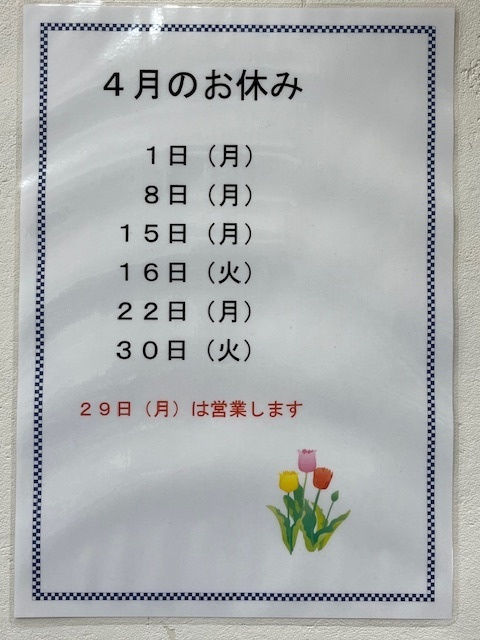 ４月のお休み
１日（月）
８日（月）
１５日（月）
１６日（火）
２２日（月）
３０日（火）
２９日（月）は営業します